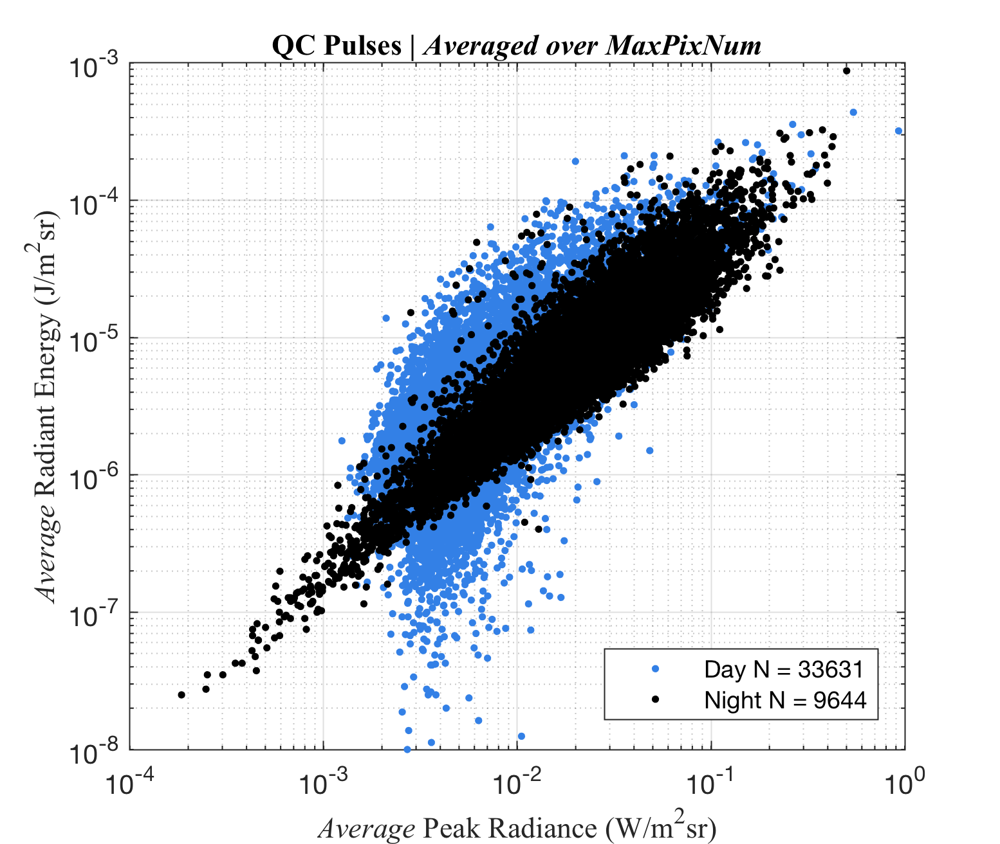 QC Pulses | Averaged over MaxPixNum
10^-3
10^-4
10^-5
10^-6
10^-7
10^-8
Average Radiant Energy (J/m^2sr)
Day N = 33631
Night N = 9644
10^-4 10^-3 10^-2 10^-1 10^0
Average Peak Radiance (W/m^2sr)